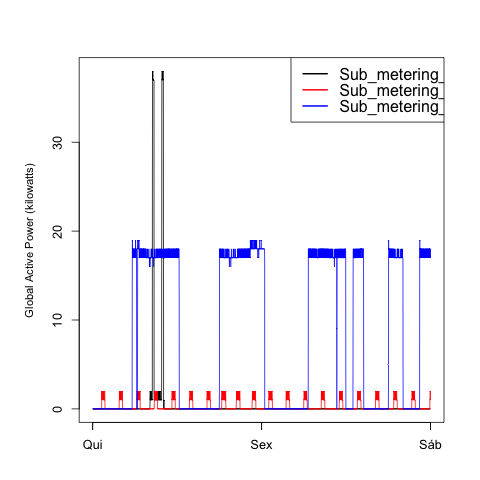 Sub_metering_
Sub_metering_
Sub_metering_
Global Active Power (kilowatts)
30
20
10
0
Qui Sex Sáb